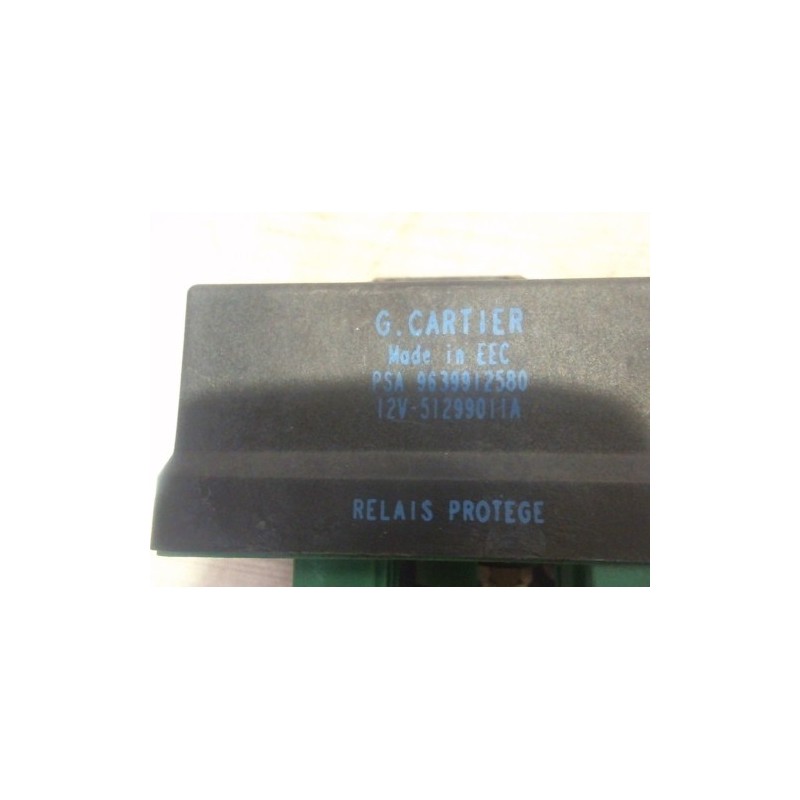 G. CARTIER
Made in EEC
PSA 9639912580
12V-51299011A
RELAIS PROTEGE